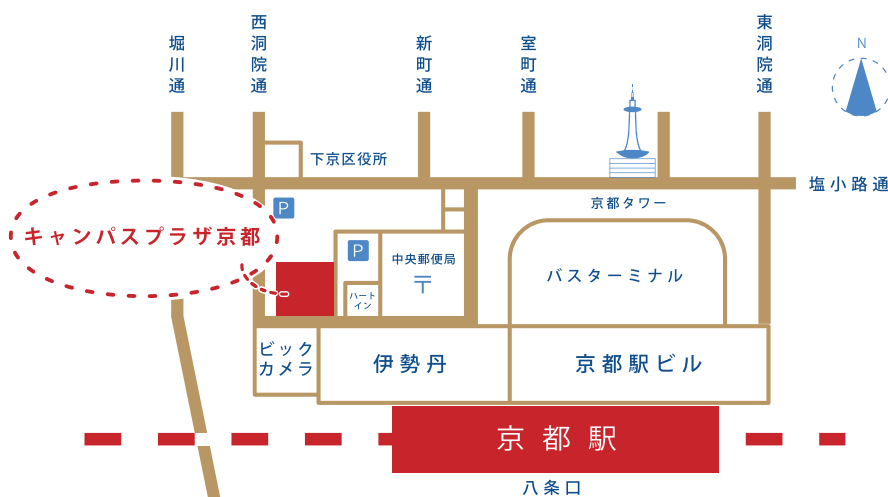 堀川通
西洞院通
新町通
室町通
東洞院通
N
下京区役所
塩小路通
P
京都タワー
キャンパスプラザ京都
P
中央郵便局
〒
バスターミナル
ハート
イン
ビック
カメラ
伊勢丹
京都駅ビル
京都駅
八条口